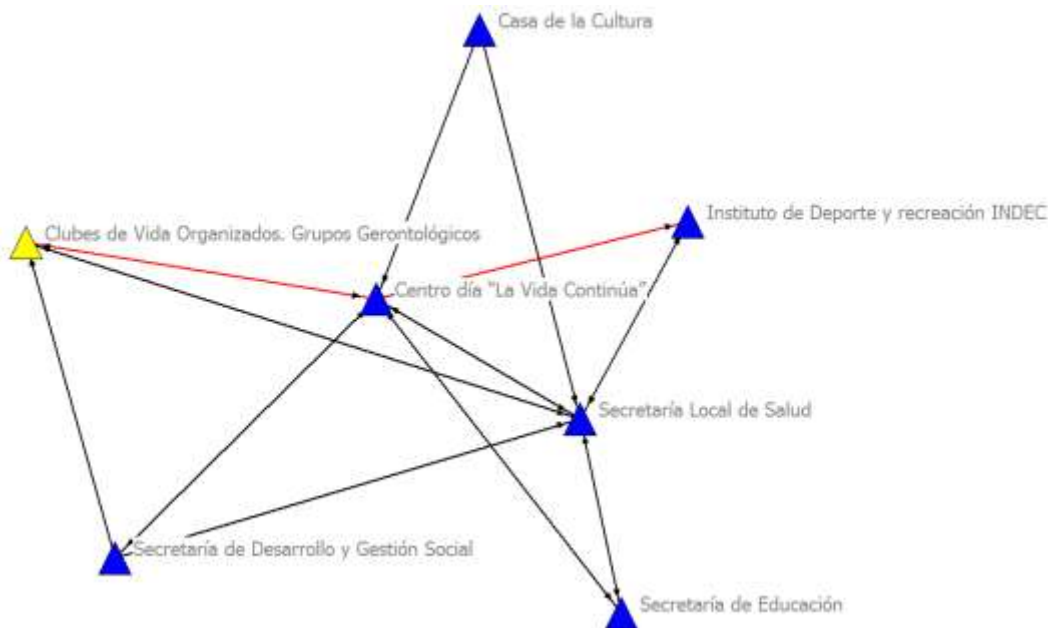 Casa de la Cultura
Instituto de Deporte y recreación INDEC
Clubes de Vida Organizados. Grupos Gerontológicos
Centro día "La Vida Continúa"
Secretaría Local de Salud
Secretaría de Desarrollo y Gestión Social
Secretaría de Educación